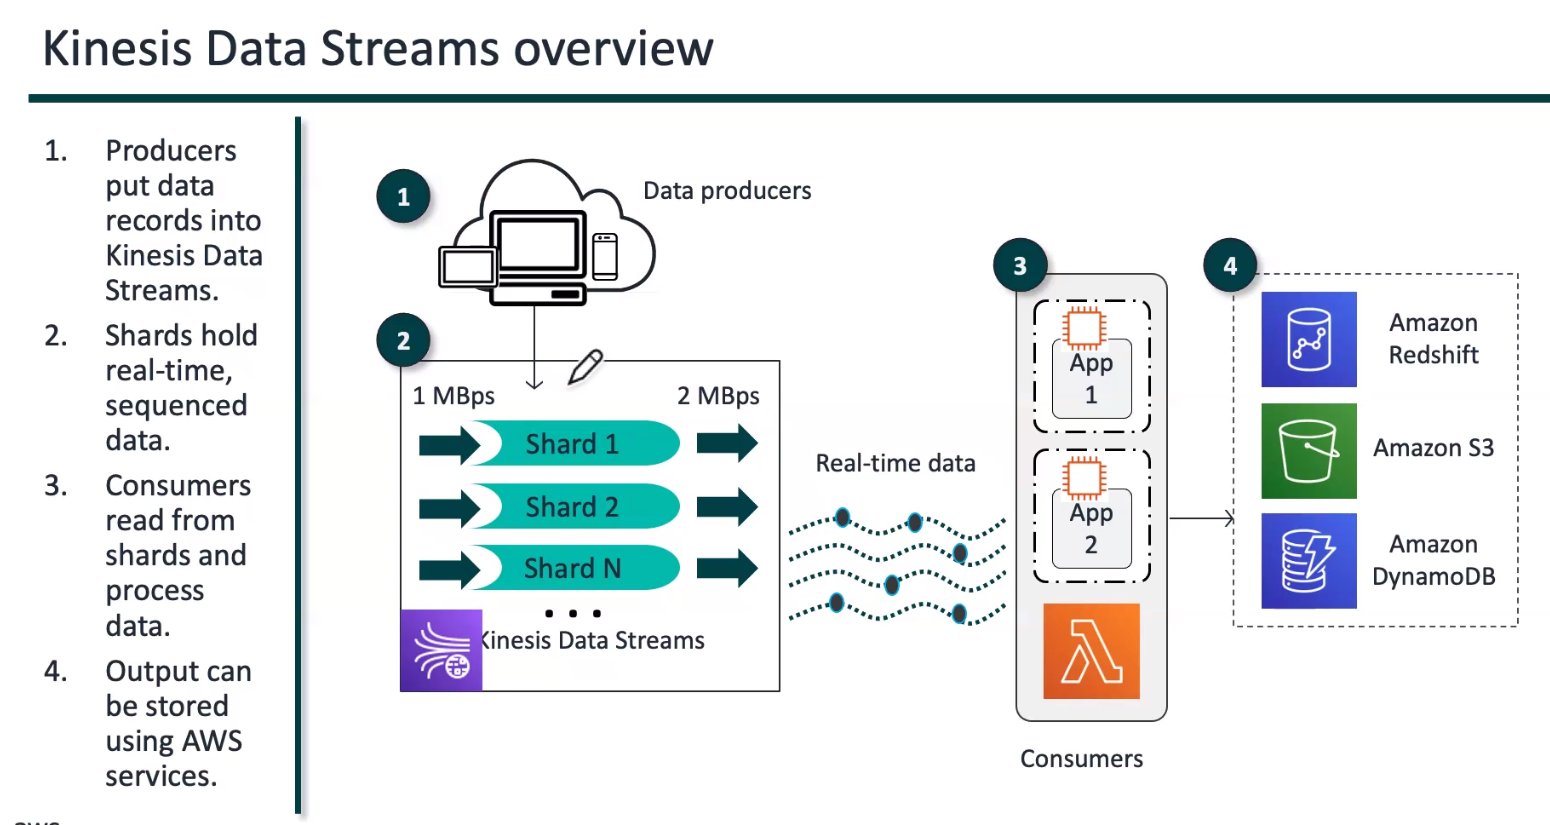 Kinesis Data Streams overview
1. Producers
put data
records into
Kinesis Data
Streams.
2. Shards hold
real-time,
sequenced
data.
3. Consumers
read from
shards and
process
data.
4. Output can
be stored
using AWS
services.
1
Data producers
2
1 MBps
2 MBps
Shard 1
Shard 2
Shard N
Kinesis Data Streams
Real-time data
3
App
1
App
2
Consumers
4
Amazon
Redshift
Amazon S3
Amazon
DynamoDB
aws